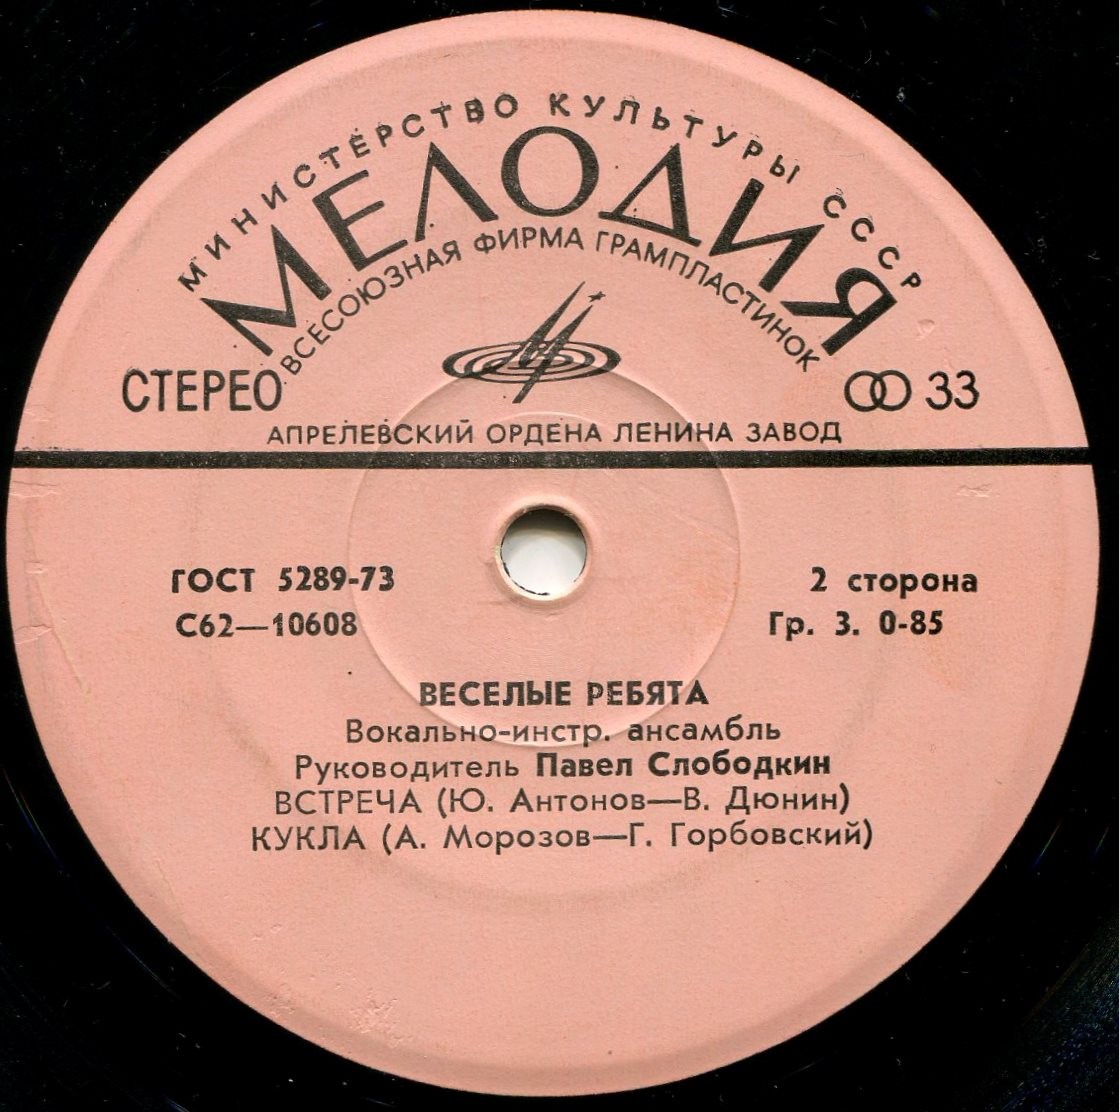 МИНИСТЕРСТВО КУЛЬТУРЫ СССР
МЕЛОДИЯ
ВСЕСОЮЗНАЯ ФИРМА ГРАМПЛАСТИНОК
СТЕРЕО 33
АПРЕЛЕВСКИЙ ОРДЕНА ЛЕНИНА ЗАВОД
ГОСТ 5289-73 2 сторона
С62—10608 Гр. 3. 0-85
ВЕСЕЛЫЕ РЕБЯТА
Вокально-инстр. ансамбль
Руководитель Павел Слободкин
ВСТРЕЧА (Ю. Антонов—В. Дюнин)
КУКЛА (А. Морозов—Г. Горбовский)